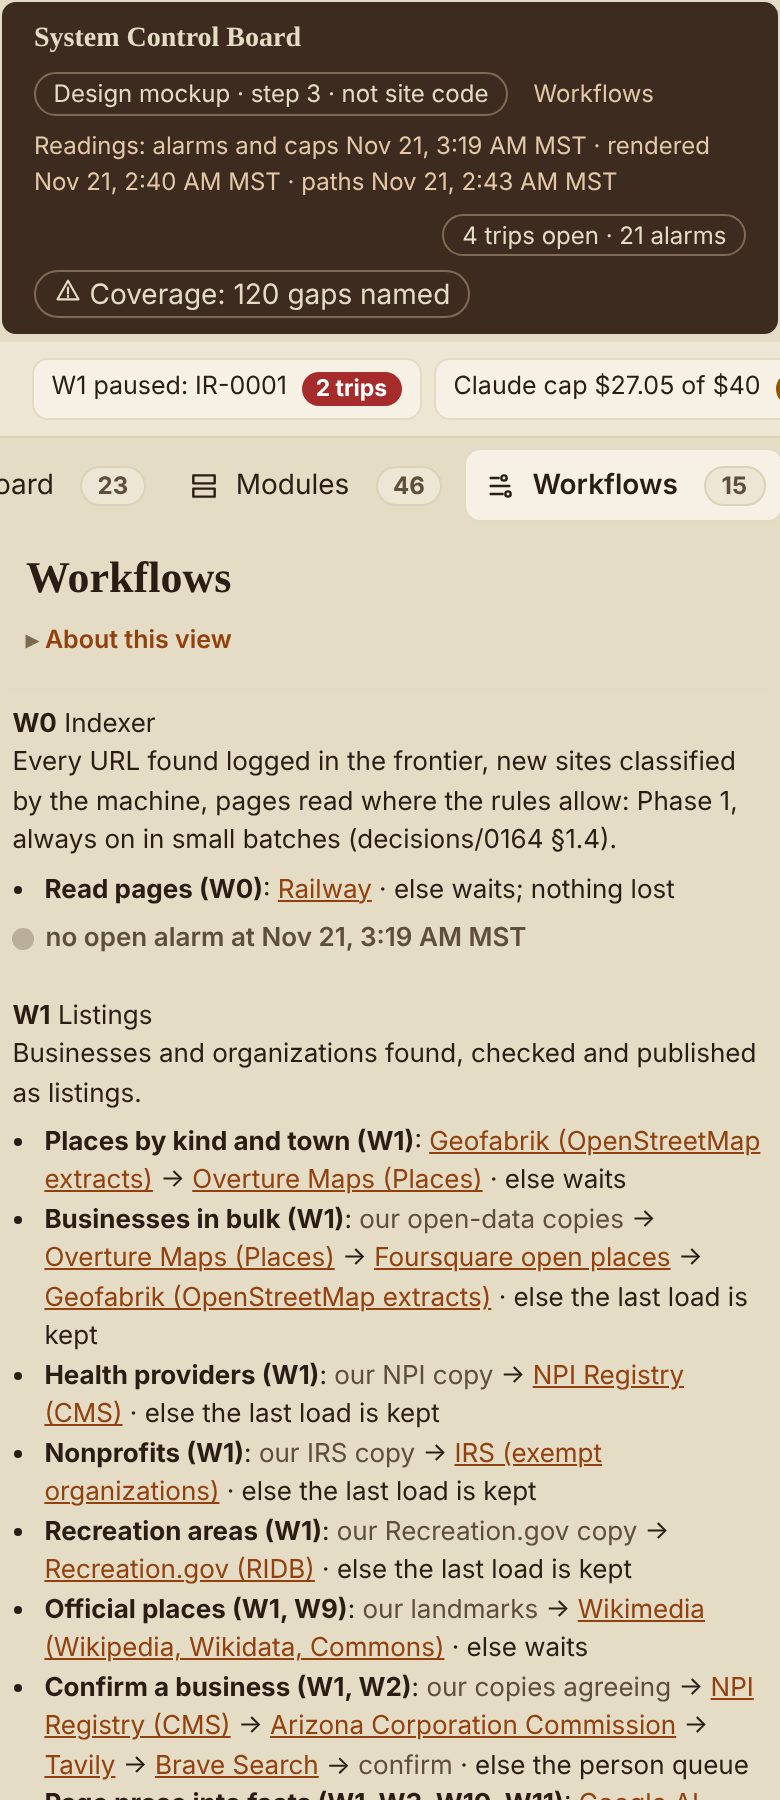 System Control Board
Design mockup · step 3 · not site code Workflows
Readings: alarms and caps Nov 21, 3:19 AM MST · rendered
Nov 21, 2:40 AM MST · paths Nov 21, 2:43 AM MST
4 trips open · 21 alarms
⚠ Coverage: 120 gaps named
W1 paused: IR-0001 2 trips Claude cap $27.05 of $40
oard 23 Modules 46 Workflows 15
Workflows
▸ About this view
W0 Indexer
Every URL found logged in the frontier, new sites classified
by the machine, pages read where the rules allow: Phase 1,
always on in small batches (decisions/0164 §1.4).
• Read pages (W0): Railway · else waits; nothing lost
no open alarm at Nov 21, 3:19 AM MST
W1 Listings
Businesses and organizations found, checked and published
as listings.
• Places by kind and town (W1): Geofabrik (OpenStreetMap
extracts) → Overture Maps (Places) · else waits
• Businesses in bulk (W1): our open-data copies →
Overture Maps (Places) → Foursquare open places →
Geofabrik (OpenStreetMap extracts) · else the last load is
kept
• Health providers (W1): our NPI copy → NPI Registry
(CMS) · else the last load is kept
• Nonprofits (W1): our IRS copy → IRS (exempt
organizations) · else the last load is kept
• Recreation areas (W1): our Recreation.gov copy →
Recreation.gov (RIDB) · else the last load is kept
• Official places (W1, W9): our landmarks → Wikimedia
(Wikipedia, Wikidata, Commons) · else waits
• Confirm a business (W1, W2): our copies agreeing → NPI
Registry (CMS) → Arizona Corporation Commission →
Tavily → Brave Search → confirm · else the person queue